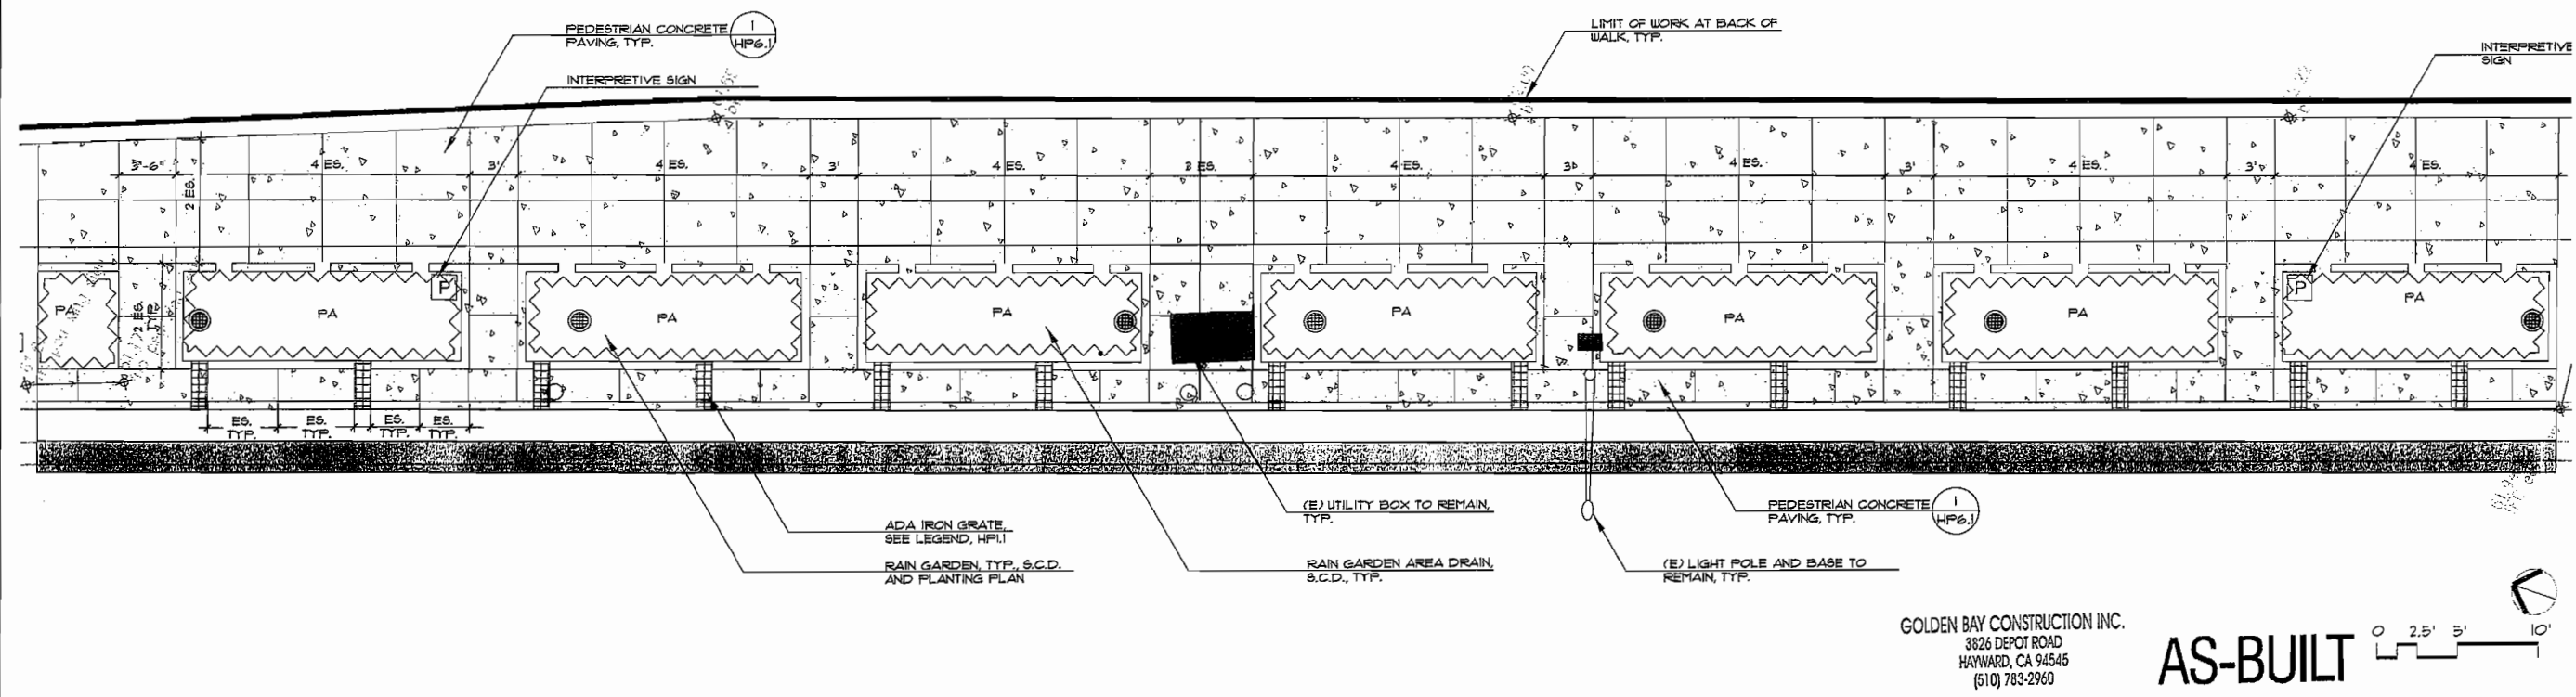 PEDESTRIAN CONCRETE
PAVING, TYP.
1
HP6.1
LIMIT OF WORK AT BACK OF
WALK, TYP.
INTERPRETIVE
SIGN
INTERPRETIVE SIGN
3'-6"
2 ES.
4 ES.
3'
4 ES.
3'
4 ES.
2 ES.
4 ES.
3'
4 ES.
3'
4 ES.
3'
4 ES.
PA
2 ES.
TYP.
PA
P
PA
PA
PA
PA
PA
P
PA
ES.
TYP.
ES.
TYP.
ES.
TYP.
ES.
TYP.
(E) UTILITY BOX TO REMAIN,
TYP.
PEDESTRIAN CONCRETE
PAVING, TYP.
1
HP6.1
ADA IRON GRATE,
SEE LEGEND, HP1.1
RAIN GARDEN, TYP., S.C.D.
AND PLANTING PLAN
RAIN GARDEN AREA DRAIN,
S.C.D., TYP.
(E) LIGHT POLE AND BASE TO
REMAIN, TYP.
GOLDEN BAY CONSTRUCTION INC.
3826 DEPOT ROAD
HAYWARD, CA 94545
(510) 783-2960
AS-BUILT
0 2.5' 5' 10'